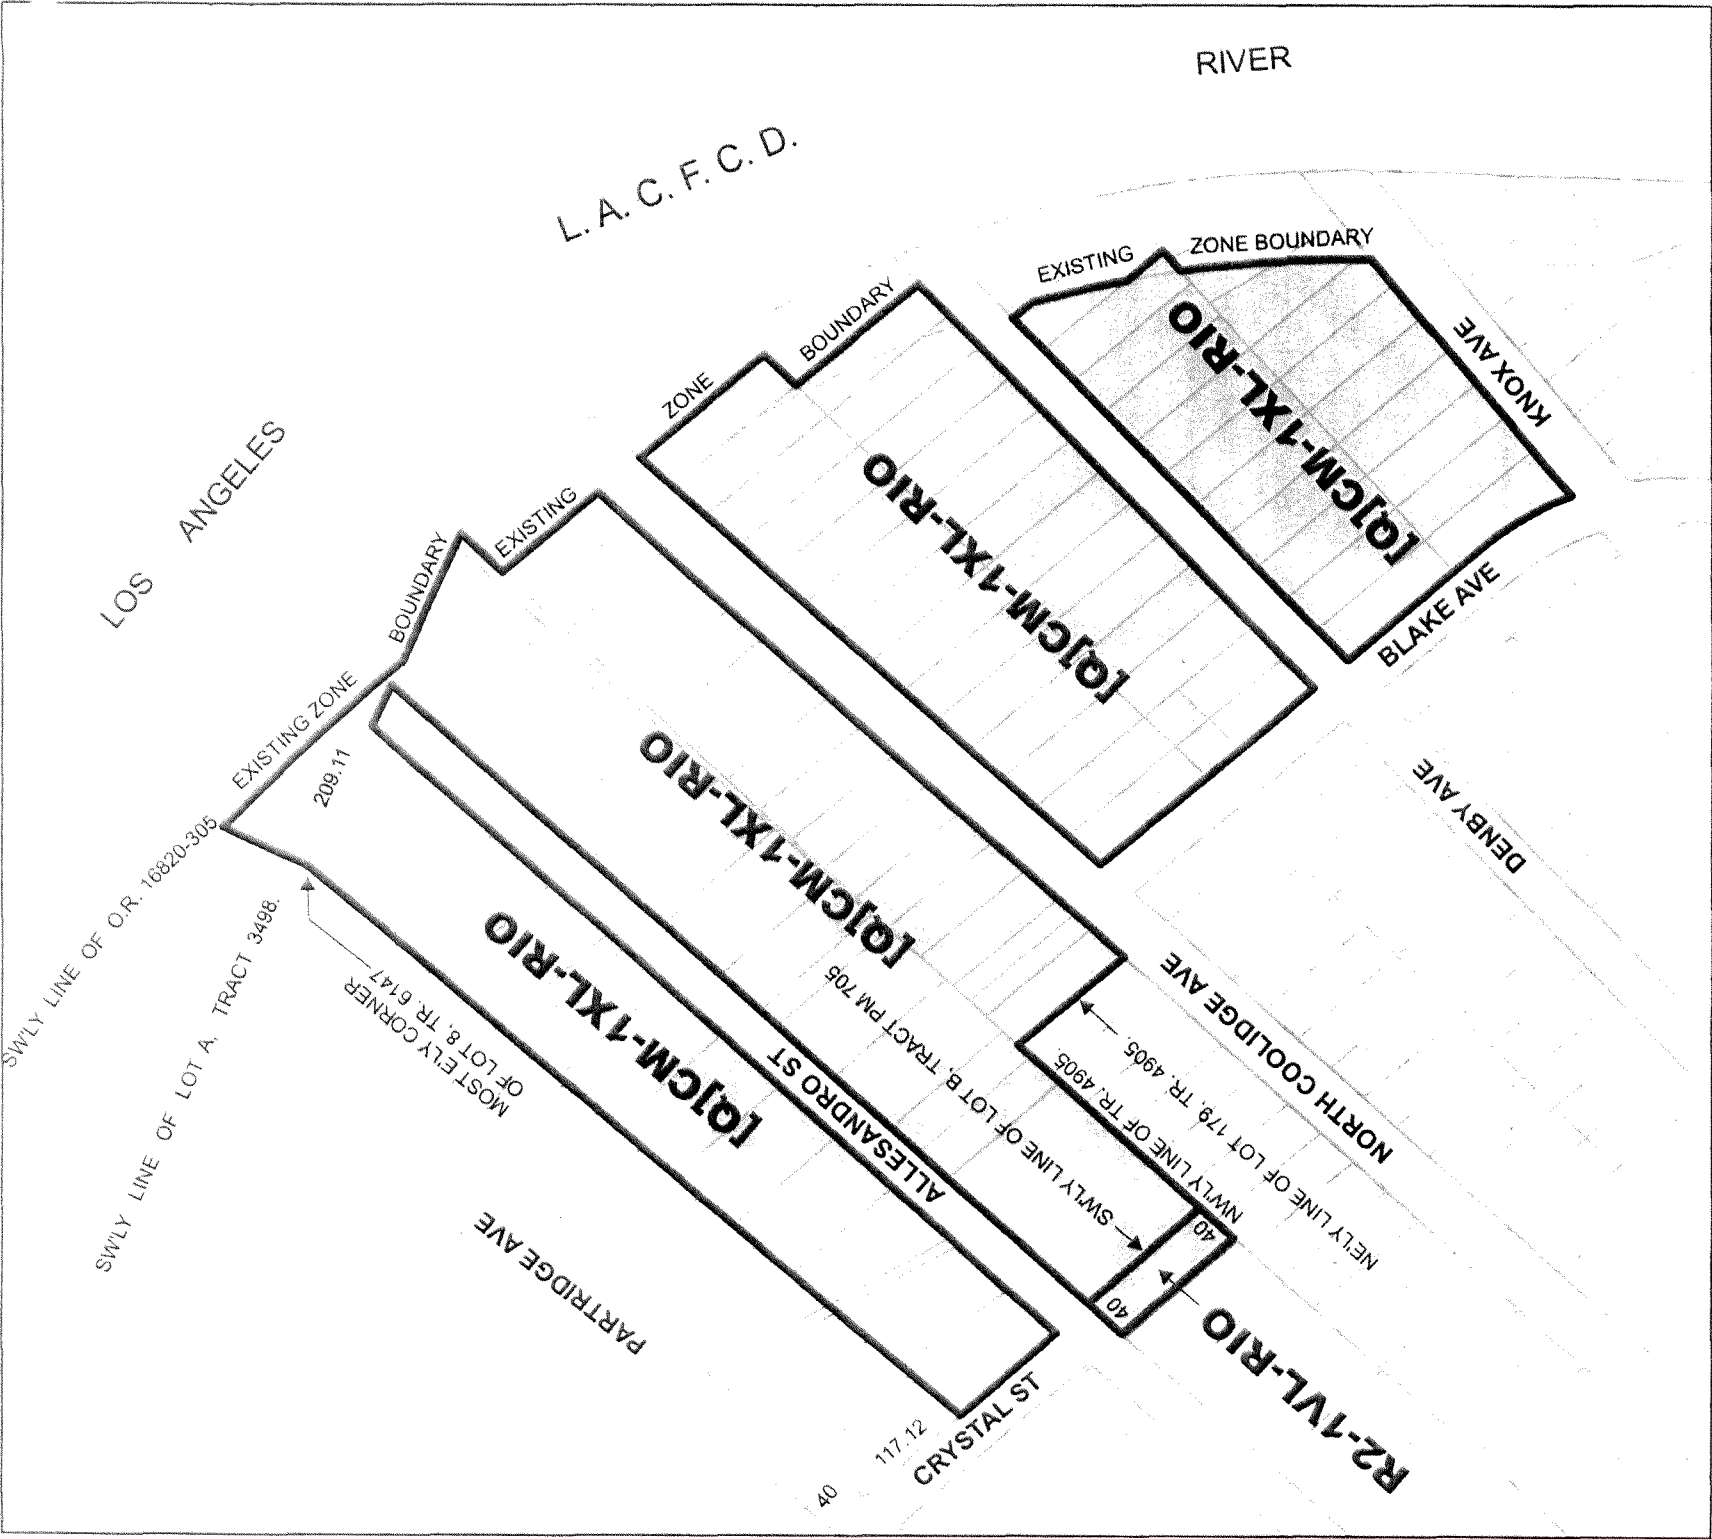 RIVER
L. A. C. F. C. D.
LOS ANGELES
EXISTING
ZONE BOUNDARY
KNOX AVE
[Q]CM-1XL-RIO
BLAKE AVE
ZONE
BOUNDARY
[Q]CM-1XL-RIO
DENBY AVE
EXISTING ZONE
BOUNDARY
EXISTING
[Q]CM-1XL-RIO
NORTH COOLIDGE AVE
209.11
SW'LY LINE OF O.R. 16820-305
SW'LY LINE OF LOT A, TRACT 3498.
MOST ELY CORNER
OF LOT 8, TR. 6147
[Q]CM-1XL-RIO
ALLESANDRO ST
SW'LY LINE OF LOT B, TRACT PM 705
NW'LY LINE OF TR. 4905.
NE'LY LINE OF LOT 179, TR. 4905.
40
40
R2-1VL-RIO
PARTRIDGE AVE
CRYSTAL ST
117.12
40